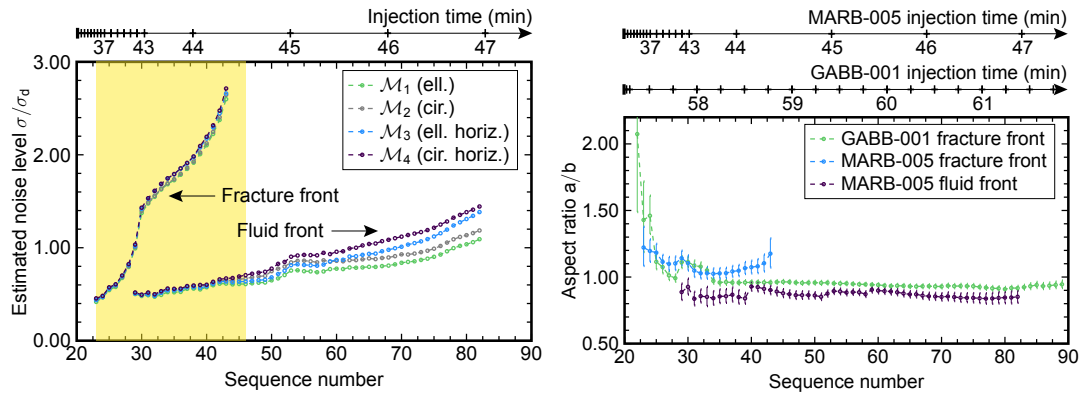 Injection time (min)
37 43 44 45 46 47
3.00
2.00
1.00
0.00
Estimated noise level σ/σd
M1 (ell.)
M2 (cir.)
M3 (ell. horiz.)
M4 (cir. horiz.)
Fracture front
Fluid front
20 30 40 50 60 70 80 90
Sequence number
MARB-005 injection time (min)
37 43 44 45 46 47
GABB-001 injection time (min)
58 59 60 61
2.00
1.50
1.00
0.50
Aspect ratio a/b
GABB-001 fracture front
MARB-005 fracture front
MARB-005 fluid front
20 30 40 50 60 70 80 90
Sequence number